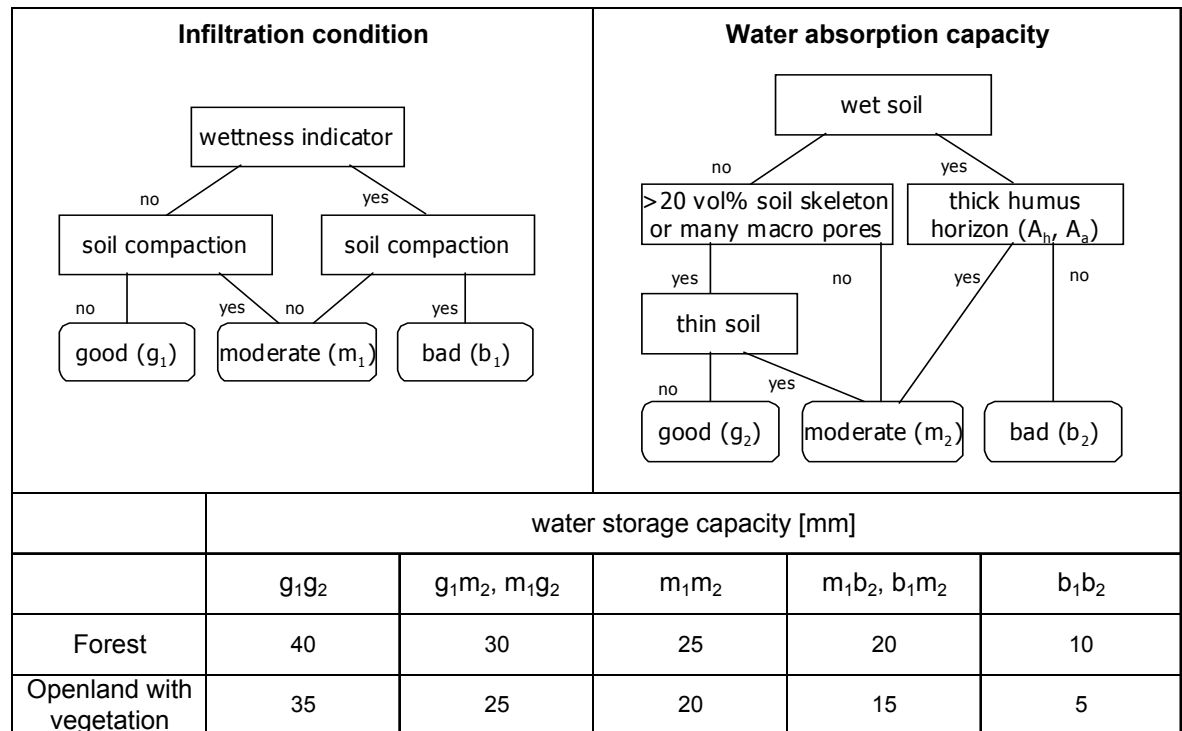 Infiltration condition
wettness indicator
no
yes
soil compaction
soil compaction
no
yes
no
yes
good (g₁)
moderate (m₁)
bad (b₁)
Water absorption capacity
wet soil
no
yes
>20 vol% soil skeleton
or many macro pores
thick humus
horizon (Aₕ, Aₐ)
yes
no
yes
no
thin soil
no
yes
good (g₂)
moderate (m₂)
bad (b₂)
water storage capacity [mm]
g₁g₂ g₁m₂, m₁g₂ m₁m₂ m₁b₂, b₁m₂ b₁b₂
Forest 40 30 25 20 10
Openland with
vegetation 35 25 20 15 5